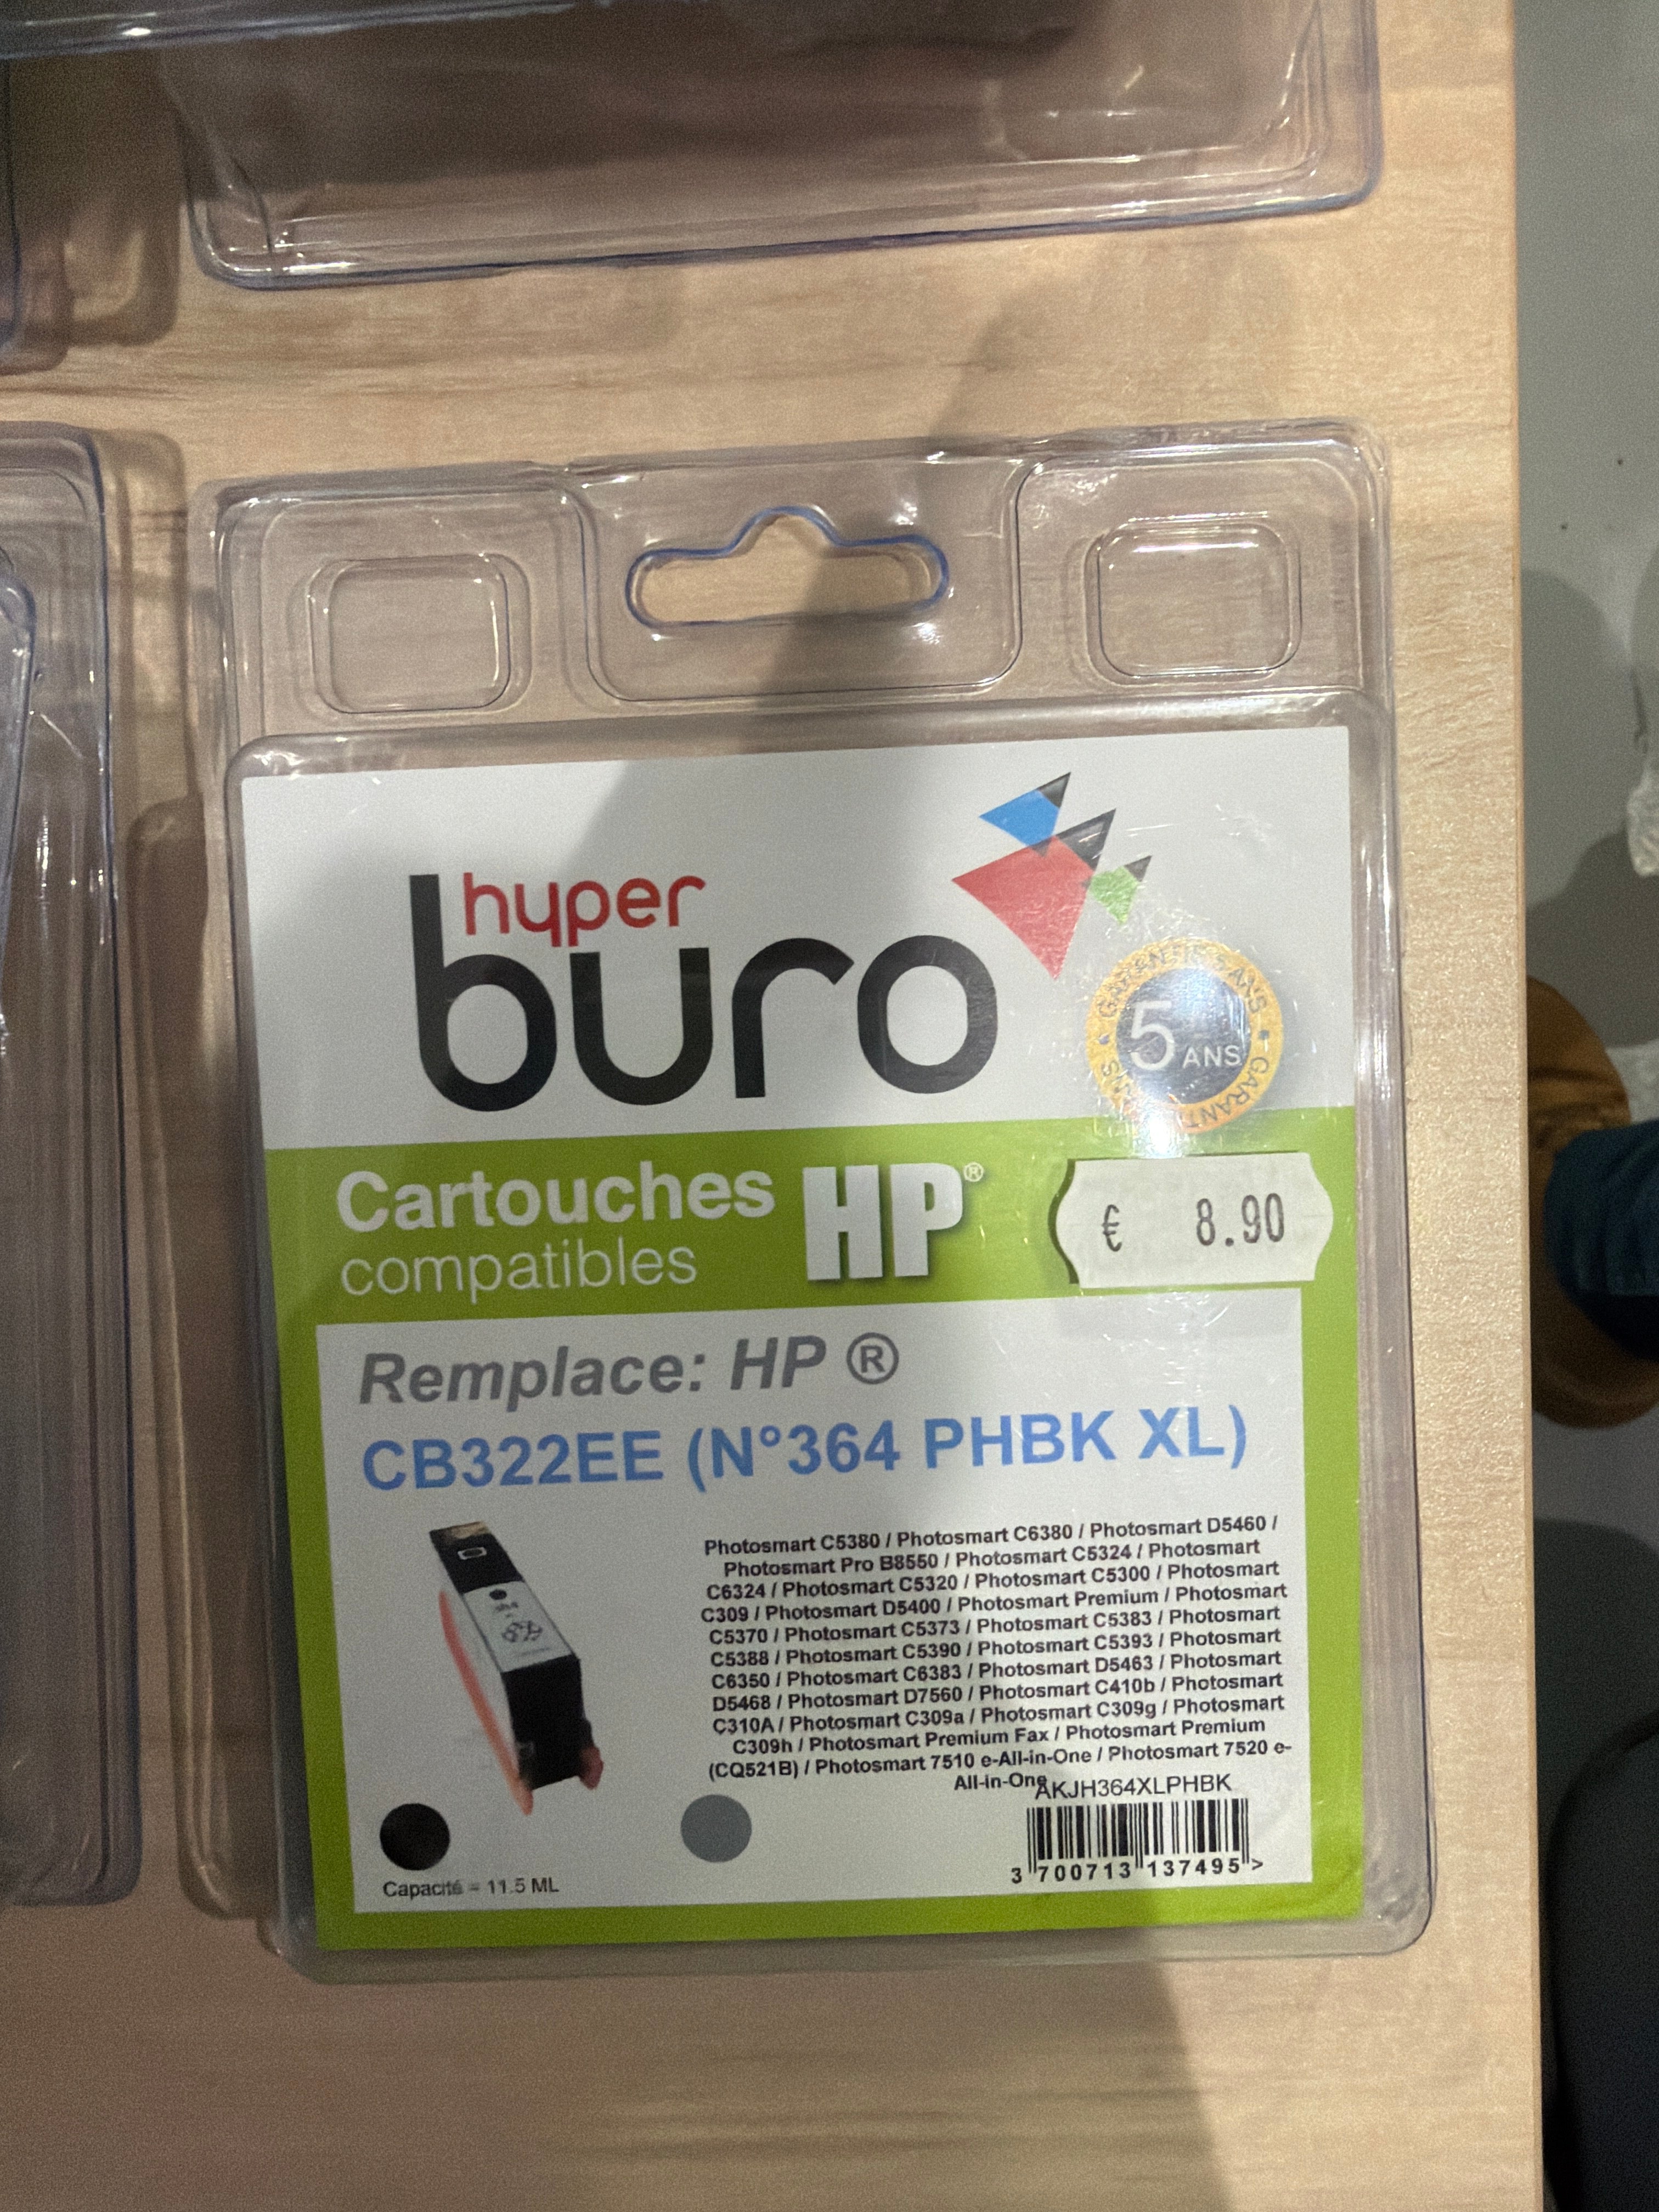 hyper
buro
GARANTI 5 ANS
5 ANS
Cartouches HP®
compatibles
€ 8.90
Remplace: HP ®
CB322EE (N°364 PHBK XL)
Photosmart C5380 / Photosmart C6380 / Photosmart D5460 /
Photosmart Pro B8550 / Photosmart C5324 / Photosmart
C6324 / Photosmart C5320 / Photosmart C5300 / Photosmart
C309 / Photosmart D5400 / Photosmart Premium / Photosmart
C5370 / Photosmart C5373 / Photosmart C5383 / Photosmart
C5388 / Photosmart C5390 / Photosmart C5393 / Photosmart
C6350 / Photosmart C6383 / Photosmart D5463 / Photosmart
D5468 / Photosmart D7560 / Photosmart C410b / Photosmart
C310A / Photosmart C309a / Photosmart C309g / Photosmart
C309h / Photosmart Premium Fax / Photosmart Premium
(CQ521B) / Photosmart 7510 e-All-in-One / Photosmart 7520 e-
All-in-One
AKJH364XLPHBK
3 700713 137495 >
Capacité = 11.5 ML